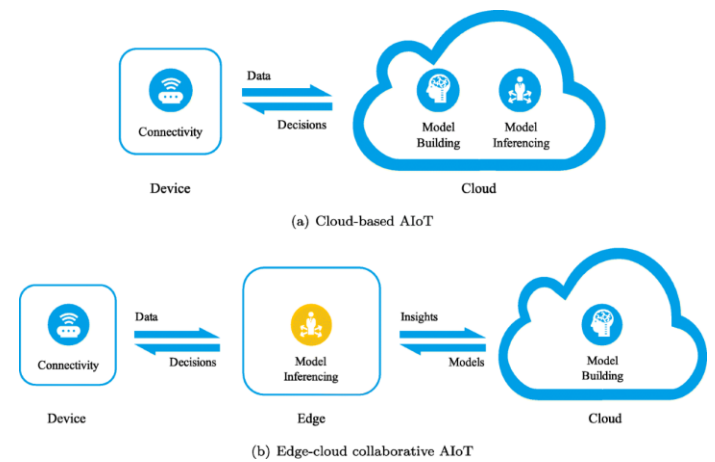 Connectivity
Data
Decisions
Model
Building
Model
Inferencing
Device
Cloud
(a) Cloud-based AIoT
Connectivity
Data
Decisions
Model
Inferencing
Insights
Models
Model
Building
Device
Edge
Cloud
(b) Edge-cloud collaborative AIoT